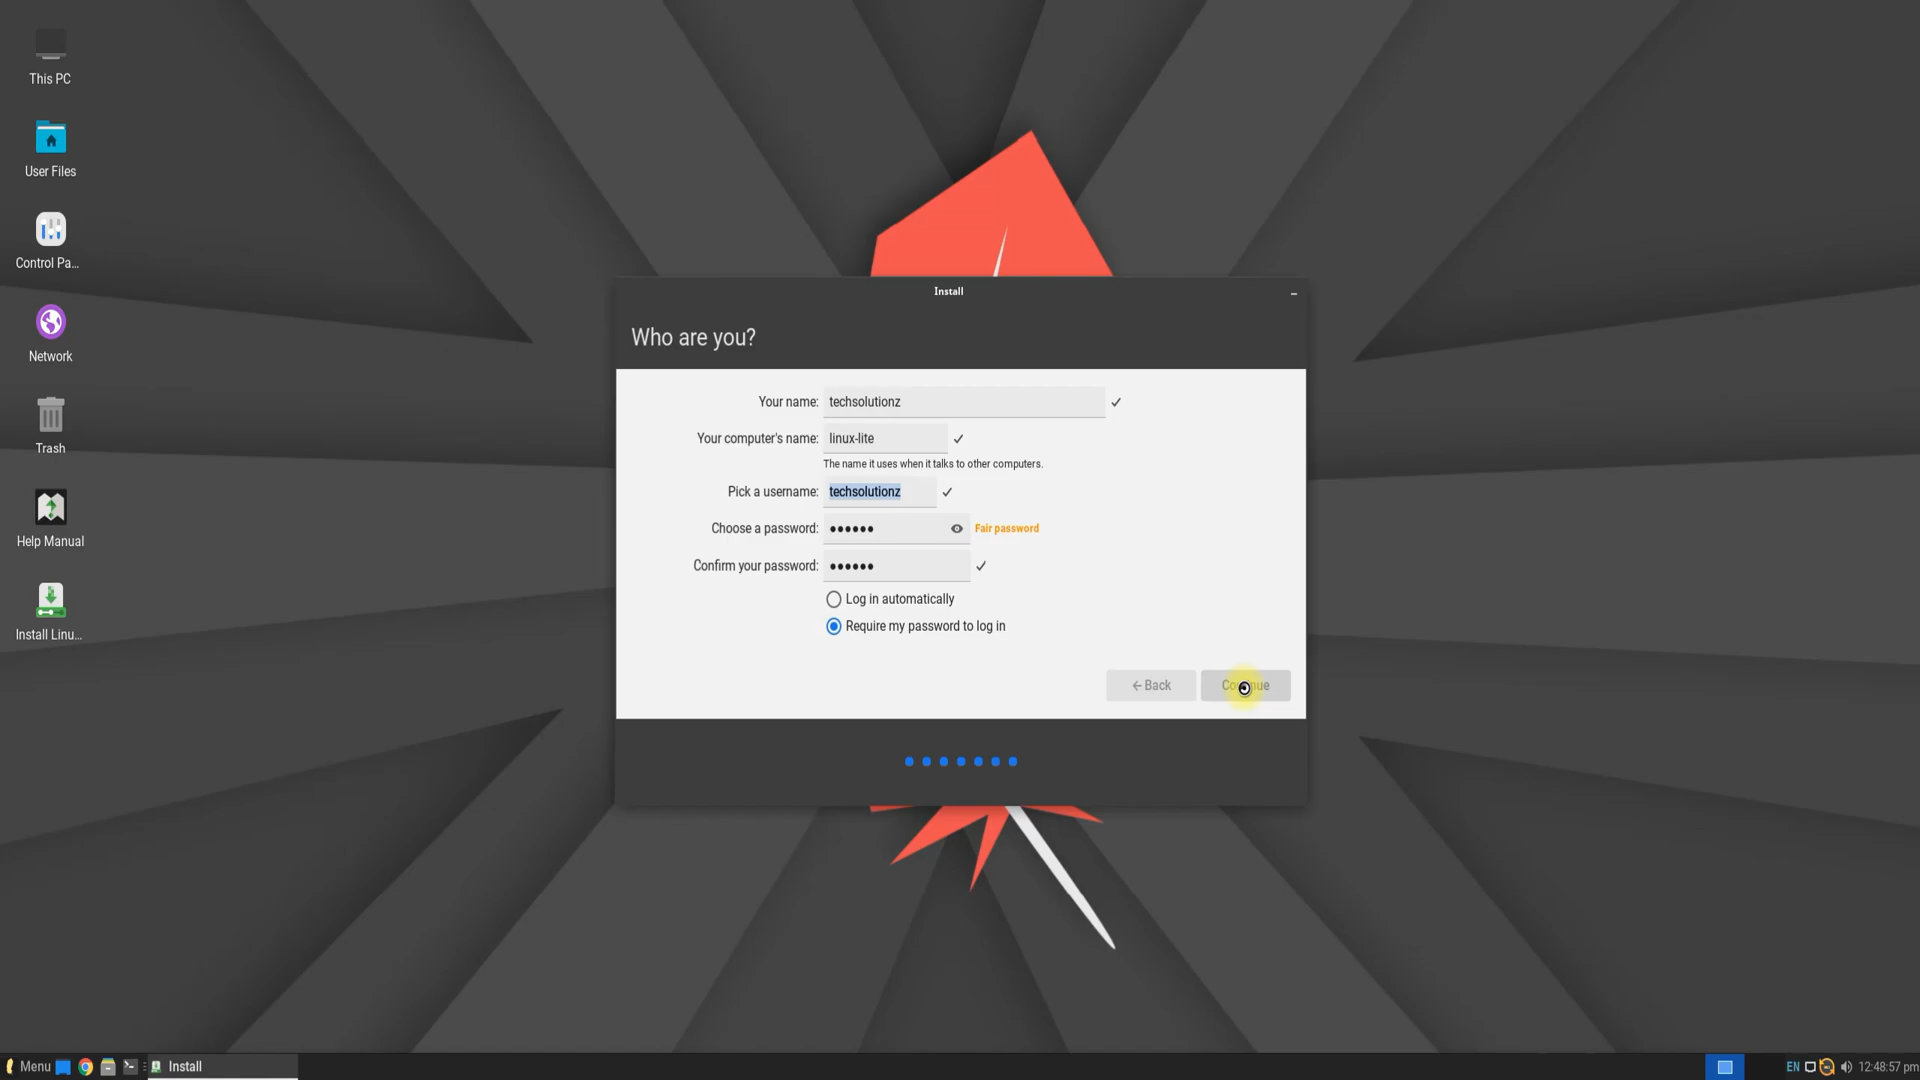 This PC
User Files
Control Pa...
Network
Trash
Help Manual
Install Linu...
Install
Who are you?
Your name: techsolutionz
Your computer's name: linux-lite
The name it uses when it talks to other computers.
Pick a username: techsolutionz
Choose a password: •••••• Fair password
Confirm your password: ••••••
Log in automatically
Require my password to log in
Back
Menu
Install
EN
12:48:57 pm